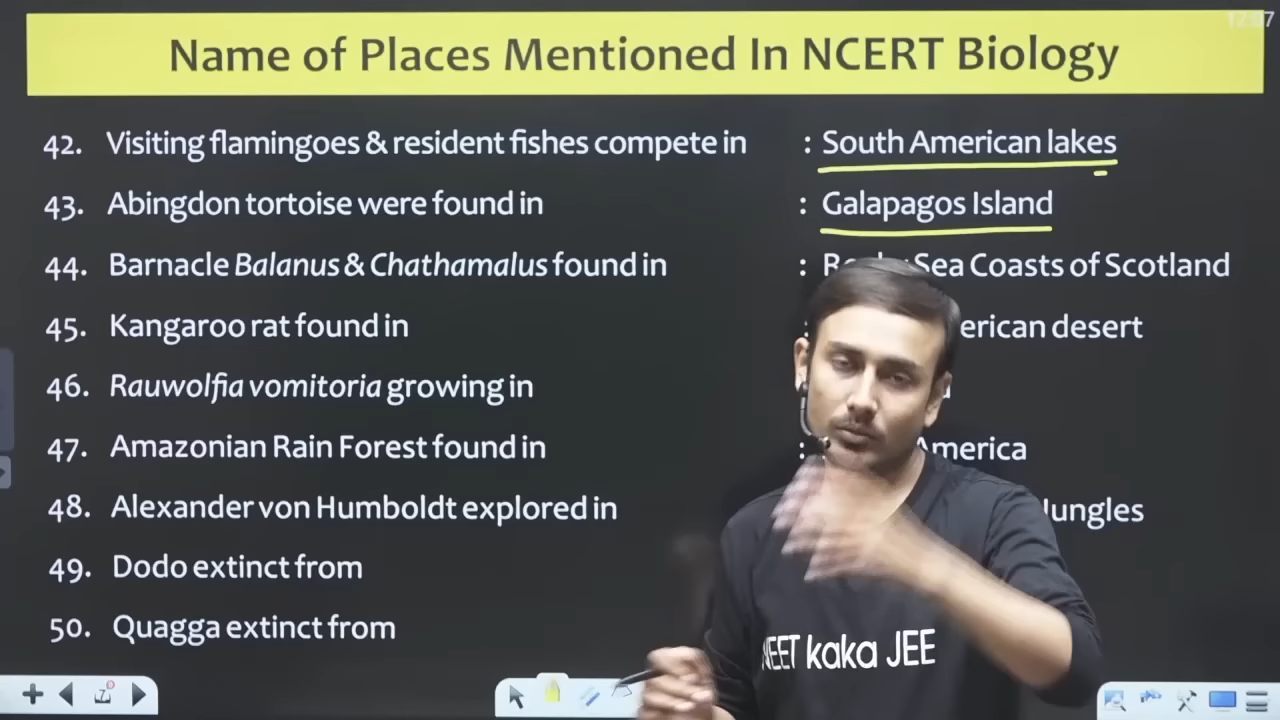 Name of Places Mentioned In NCERT Biology
42. Visiting flamingoes & resident fishes compete in : South American lakes
43. Abingdon tortoise were found in : Galapagos Island
44. Barnacle Balanus & Chathamalus found in : Sea Coasts of Scotland
45. Kangaroo rat found in : desert
46. Rauwolfia vomitoria growing in
47. Amazonian Rain Forest found in : America
48. Alexander von Humboldt explored in Jungles
49. Dodo extinct from
50. Quagga extinct from
NEET kaka JEE